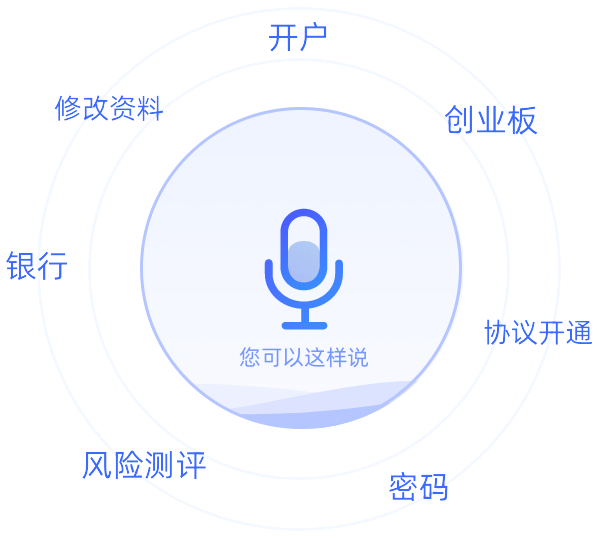 开户
修改资料
创业板
银行
协议开通
您可以这样说
风险测评
密码